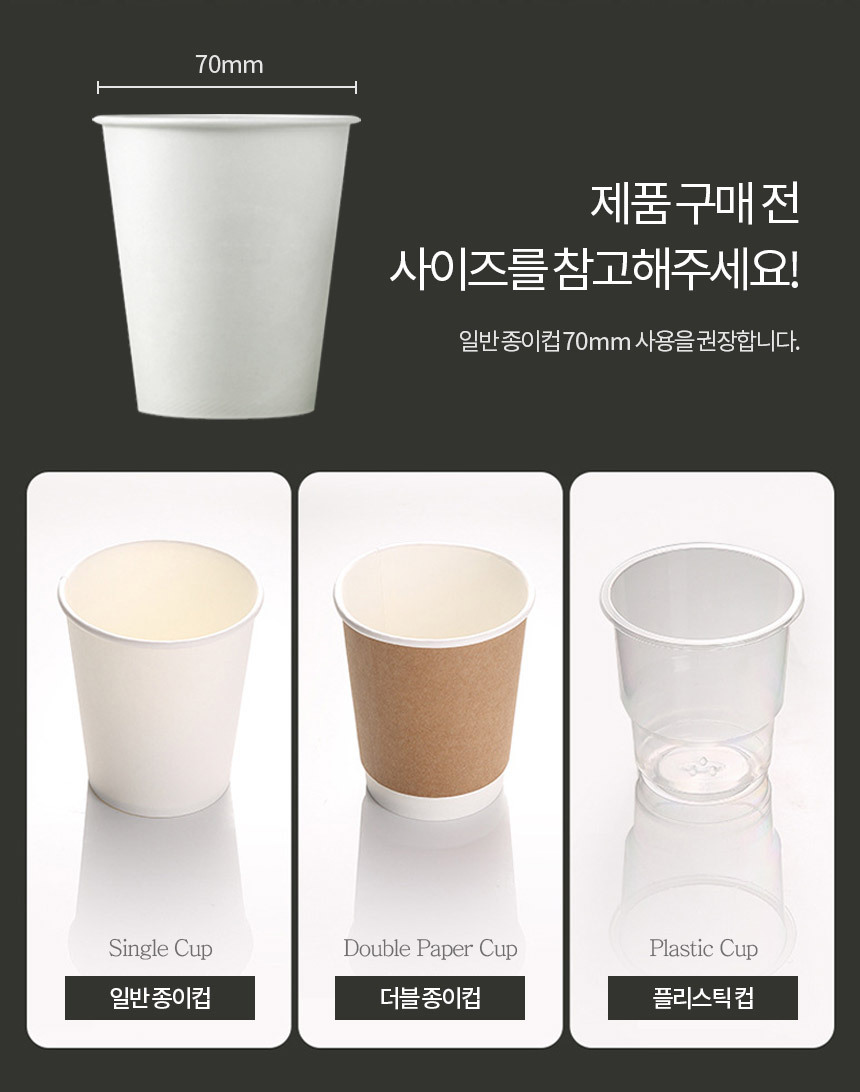 70mm
제품 구매 전
사이즈를 참고해주세요!
일반 종이컵 70mm 사용을 권장합니다.
Single Cup
일반 종이컵
Double Paper Cup
더블 종이컵
Plastic Cup
플리스틱 컵